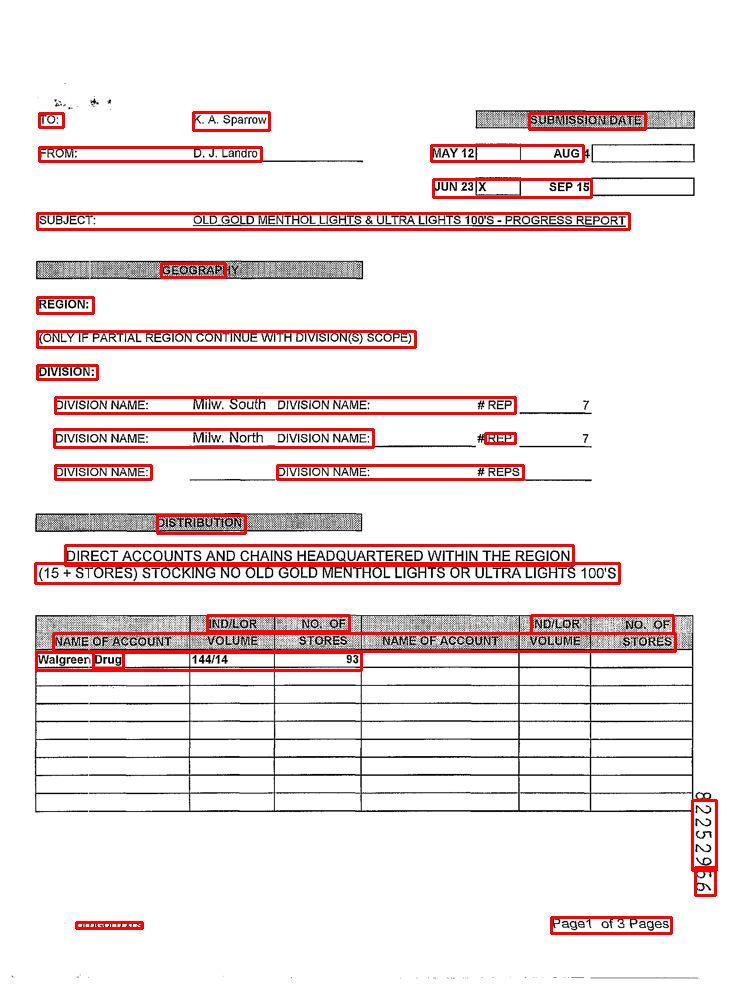 TO: K. A. Sparrow SUBMISSION DATE
FROM: D. J. Landro MAY 12 AUG 4
JUN 23 X SEP 15
SUBJECT: OLD GOLD MENTHOL LIGHTS & ULTRA LIGHTS 100'S - PROGRESS REPORT
GEOGRAPHY
REGION:
(ONLY IF PARTIAL REGION CONTINUE WITH DIVISION(S) SCOPE)
DIVISION:
DIVISION NAME: Milw. South DIVISION NAME: # REP 7
DIVISION NAME: Milw. North DIVISION NAME: # REP 7
DIVISION NAME: DIVISION NAME: # REPS
DISTRIBUTION
DIRECT ACCOUNTS AND CHAINS HEADQUARTERED WITHIN THE REGION
(15 + STORES) STOCKING NO OLD GOLD MENTHOL LIGHTS OR ULTRA LIGHTS 100'S
IND/LOR NO. OF IND/LOR NO. OF
NAME OF ACCOUNT VOLUME STORES NAME OF ACCOUNT VOLUME STORES
Walgreen Drug 144/14 93
82252956
Page1 of 3 Pages